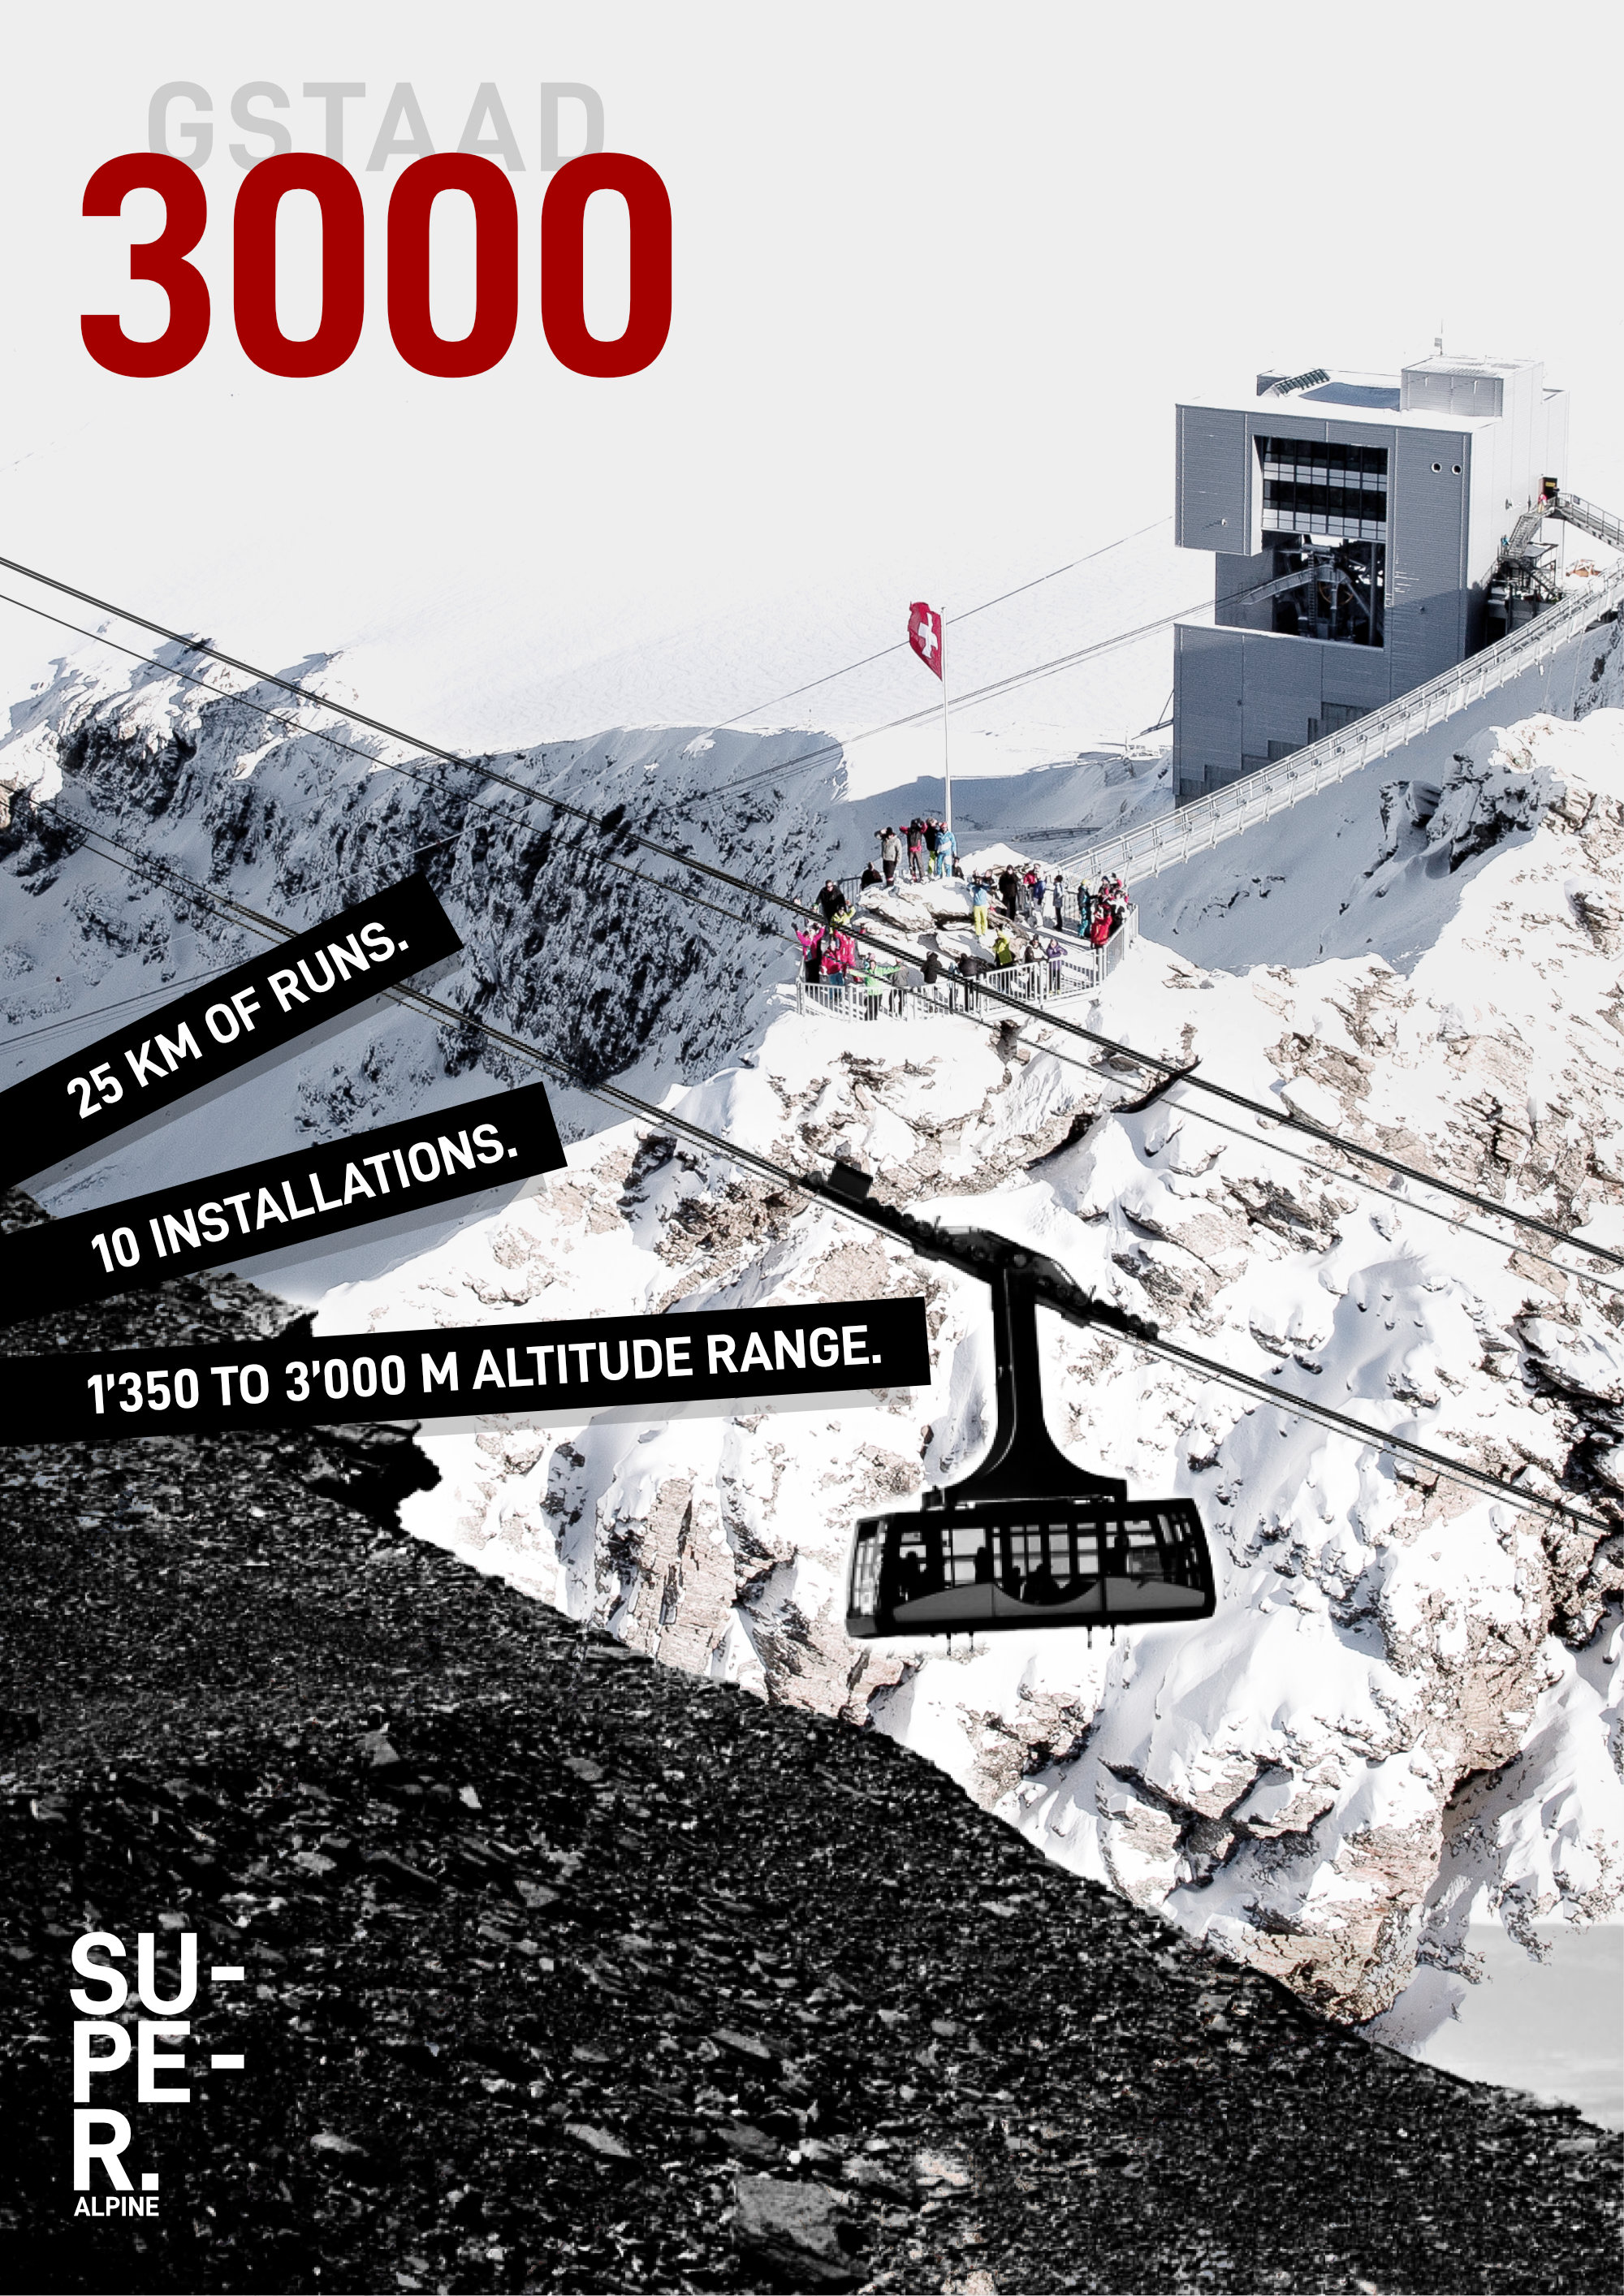 GSTAAD
3000
25 KM OF RUNS.
10 INSTALLATIONS.
1'350 TO 3'000 M ALTITUDE RANGE.
SU-
PE-
R.
ALPINE